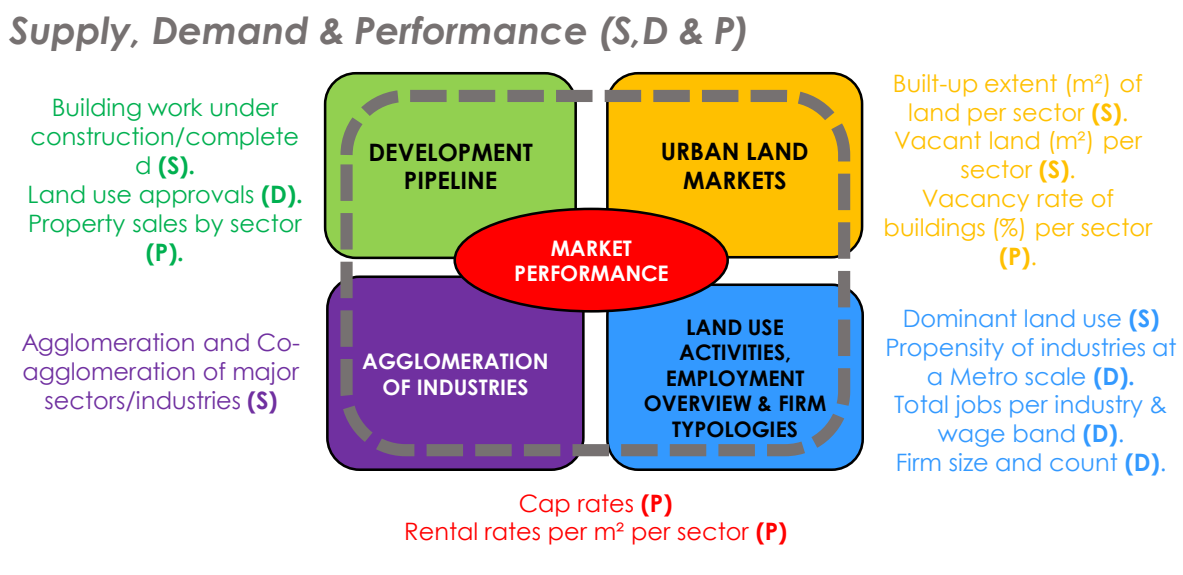 Supply, Demand & Performance (S,D & P)
Building work under
construction/complete
d (S).
Land use approvals (D).
Property sales by sector
(P).
DEVELOPMENT
PIPELINE
URBAN LAND
MARKETS
Built-up extent (m²) of
land per sector (S).
Vacant land (m²) per
sector (S).
Vacancy rate of
buildings (%) per sector
(P).
MARKET
PERFORMANCE
Agglomeration and Co-
agglomeration of major
sectors/industries (S)
AGGLOMERATION
OF INDUSTRIES
LAND USE
ACTIVITIES,
EMPLOYMENT
OVERVIEW & FIRM
TYPOLOGIES
Dominant land use (S)
Propensity of industries at
a Metro scale (D).
Total jobs per industry &
wage band (D).
Firm size and count (D).
Cap rates (P)
Rental rates per m² per sector (P)